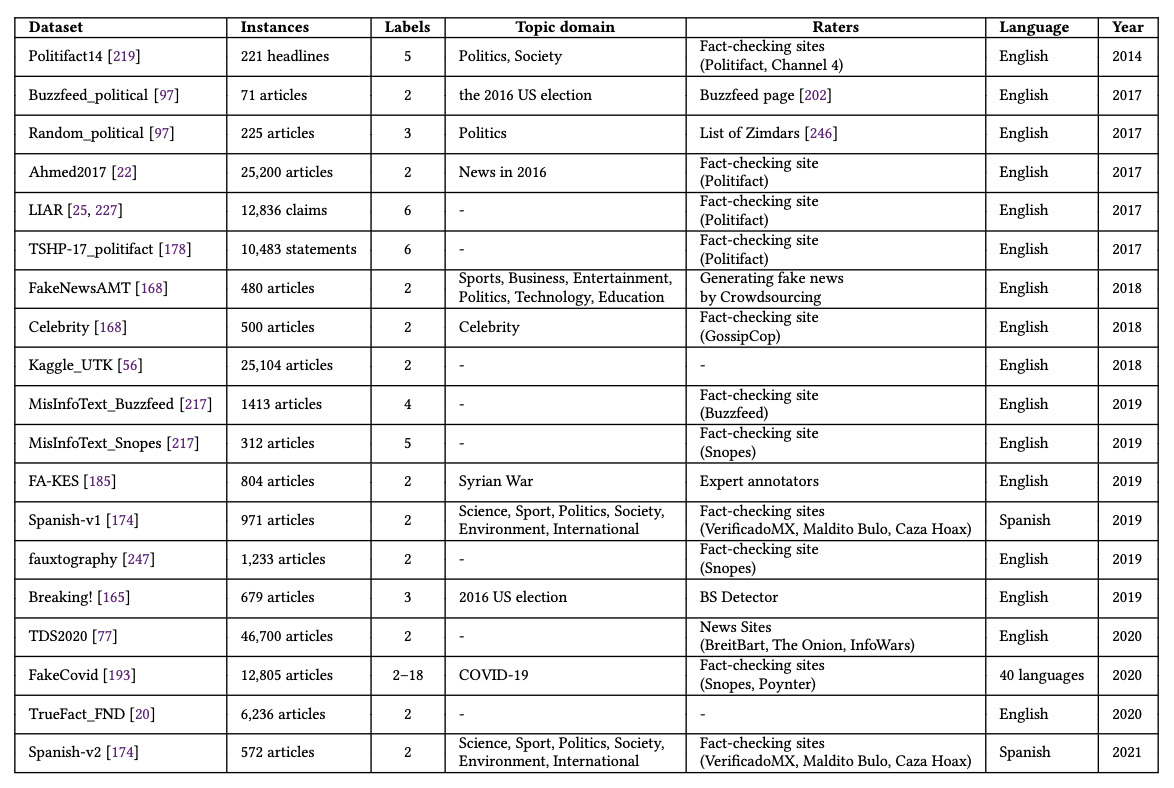 Dataset Instances Labels Topic domain Raters Language Year
Politifact14 [219] 221 headlines 5 Politics, Society Fact-checking sites (Politifact, Channel 4) English 2014
Buzzfeed_political [97] 71 articles 2 the 2016 US election Buzzfeed page [202] English 2017
Random_political [97] 225 articles 3 Politics List of Zimdars [246] English 2017
Ahmed2017 [22] 25,200 articles 2 News in 2016 Fact-checking site (Politifact) English 2017
LIAR [25, 227] 12,836 claims 6 - Fact-checking site (Politifact) English 2017
TSHP-17_politifact [178] 10,483 statements 6 - Fact-checking site (Politifact) English 2017
FakeNewsAMT [168] 480 articles 2 Sports, Business, Entertainment, Politics, Technology, Education Generating fake news by Crowdsourcing English 2018
Celebrity [168] 500 articles 2 Celebrity Fact-checking site (GossipCop) English 2018
Kaggle_UTK [56] 25,104 articles 2 - - English 2018
MisInfoText_Buzzfeed [217] 1413 articles 4 - Fact-checking site (Buzzfeed) English 2019
MisInfoText_Snopes [217] 312 articles 5 - Fact-checking site (Snopes) English 2019
FA-KES [185] 804 articles 2 Syrian War Expert annotators English 2019
Spanish-v1 [174] 971 articles 2 Science, Sport, Politics, Society, Environment, International Fact-checking sites (VerificadoMX, Maldito Bulo, Caza Hoax) Spanish 2019
fauxtography [247] 1,233 articles 2 - Fact-checking site (Snopes) English 2019
Breaking! [165] 679 articles 3 2016 US election BS Detector English 2019
TDS2020 [77] 46,700 articles 2 - News Sites (BreitBart, The Onion, InfoWars) English 2020
FakeCovid [193] 12,805 articles 2–18 COVID-19 Fact-checking sites (Snopes, Poynter) 40 languages 2020
TrueFact_FND [20] 6,236 articles 2 - - English 2020
Spanish-v2 [174] 572 articles 2 Science, Sport, Politics, Society, Environment, International Fact-checking sites (VerificadoMX, Maldito Bulo, Caza Hoax) Spanish 2021